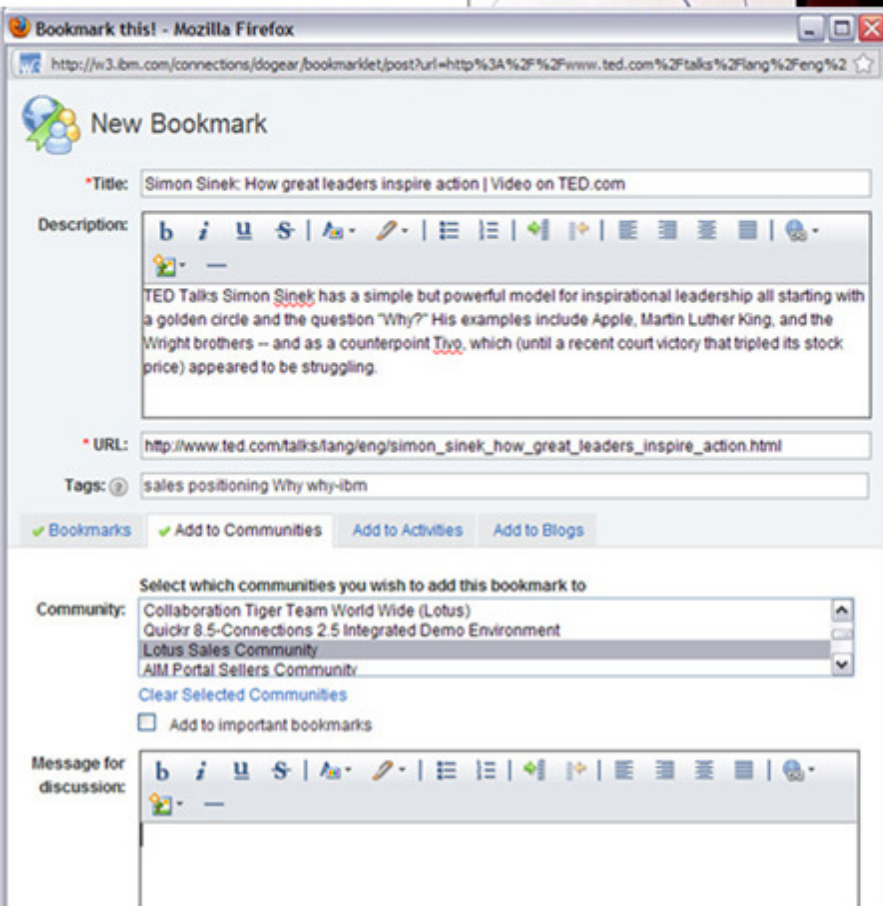 Bookmark this! - Mozilla Firefox
http://w3.ibm.com/connections/dogear/bookmarklet/post?url=http%3A%2F%2Fwww.ted.com%2Ftalks%2Flang%2Feng%2
New Bookmark
*Title: Simon Sinek: How great leaders inspire action | Video on TED.com
Description:
b i u S
TED Talks Simon Sinek has a simple but powerful model for inspirational leadership all starting with
a golden circle and the question "Why?" His examples include Apple, Martin Luther King, and the
Wright brothers -- and as a counterpoint Tivo, which (until a recent court victory that tripled its stock
price) appeared to be struggling.
* URL: http://www.ted.com/talks/lang/eng/simon_sinek_how_great_leaders_inspire_action.html
Tags: ? sales positioning Why why-ibm
Bookmarks Add to Communities Add to Activities Add to Blogs
Select which communities you wish to add this bookmark to
Community: Collaboration Tiger Team World Wide (Lotus)
Quickr 8.5-Connections 2.5 Integrated Demo Environment
Lotus Sales Community
AIM Portal Sellers Community
Clear Selected Communities
Add to important bookmarks
Message for
discussion:
b i u S